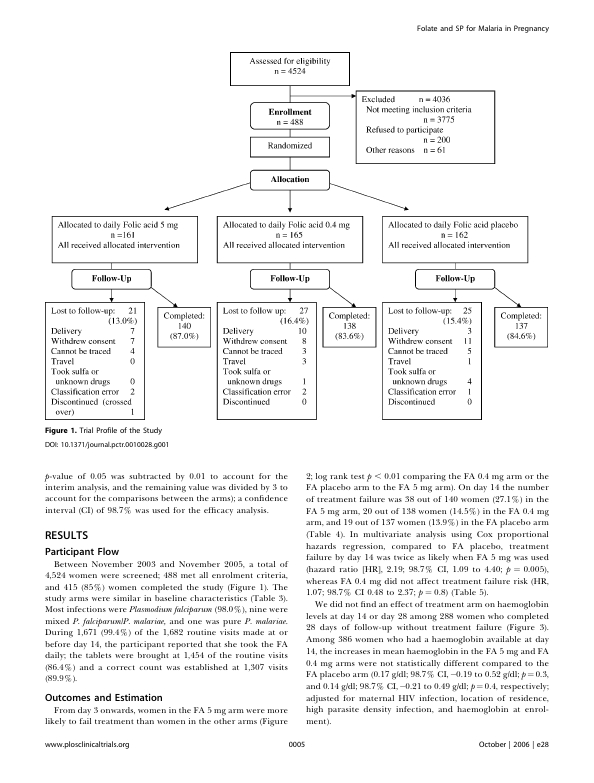 Folate and SP for Malaria in Pregnancy
Assessed for eligibility
n = 4524
Excluded n = 4036
Not meeting inclusion criteria
n = 3775
Refused to participate
n = 200
Other reasons n = 61
Enrollment
n = 488
Randomized
Allocation
Allocated to daily Folic acid 5 mg
n =161
All received allocated intervention
Allocated to daily Folic acid 0.4 mg
n = 165
All received allocated intervention
Allocated to daily Folic acid placebo
n = 162
All received allocated intervention
Follow-Up
Follow-Up
Follow-Up
Lost to follow-up: 21
(13.0%)
Delivery 7
Withdrew consent 7
Cannot be traced 4
Travel 0
Took sulfa or
unknown drugs 0
Classification error 2
Discontinued (crossed
over) 1
Completed:
140
(87.0%)
Lost to follow up: 27
(16.4%)
Delivery 10
Withdrew consent 8
Cannot be traced 3
Travel 3
Took sulfa or
unknown drugs 1
Classification error 2
Discontinued 0
Completed:
138
(83.6%)
Lost to follow-up: 25
(15.4%)
Delivery 3
Withdrew consent 11
Cannot be traced 5
Travel 1
Took sulfa or
unknown drugs 4
Classification error 1
Discontinued 0
Completed:
137
(84.6%)
Figure 1. Trial Profile of the Study
DOI: 10.1371/journal.pctr.0010028.g001
p-value of 0.05 was subtracted by 0.01 to account for the
interim analysis, and the remaining value was divided by 3 to
account for the comparisons between the arms); a confidence
interval (CI) of 98.7% was used for the efficacy analysis.
RESULTS
Participant Flow
Between November 2003 and November 2005, a total of
4,524 women were screened; 488 met all enrolment criteria,
and 415 (85%) women completed the study (Figure 1). The
study arms were similar in baseline characteristics (Table 3).
Most infections were Plasmodium falciparum (98.0%), nine were
mixed P. falciparum/P. malariae, and one was pure P. malariae.
During 1,671 (99.4%) of the 1,682 routine visits made at or
before day 14, the participant reported that she took the FA
daily; the tablets were brought at 1,454 of the routine visits
(86.4%) and a correct count was established at 1,307 visits
(89.9%).
Outcomes and Estimation
From day 3 onwards, women in the FA 5 mg arm were more
likely to fail treatment than women in the other arms (Figure
2; log rank test p < 0.01 comparing the FA 0.4 mg arm or the
FA placebo arm to the FA 5 mg arm). On day 14 the number
of treatment failure was 38 out of 140 women (27.1%) in the
FA 5 mg arm, 20 out of 138 women (14.5%) in the FA 0.4 mg
arm, and 19 out of 137 women (13.9%) in the FA placebo arm
(Table 4). In multivariate analysis using Cox proportional
hazards regression, compared to FA placebo, treatment
failure by day 14 was twice as likely when FA 5 mg was used
(hazard ratio [HR], 2.19; 98.7% CI, 1.09 to 4.40; p = 0.005),
whereas FA 0.4 mg did not affect treatment failure risk (HR,
1.07; 98.7% CI 0.48 to 2.37; p = 0.8) (Table 5).
We did not find an effect of treatment arm on haemoglobin
levels at day 14 or day 28 among 288 women who completed
28 days of follow-up without treatment failure (Figure 3).
Among 386 women who had a haemoglobin available at day
14, the increases in mean haemoglobin in the FA 5 mg and FA
0.4 mg arms were not statistically different compared to the
FA placebo arm (0.17 g/dl; 98.7% CI, −0.19 to 0.52 g/dl; p = 0.3,
and 0.14 g/dl; 98.7% CI, −0.21 to 0.49 g/dl; p = 0.4, respectively;
adjusted for maternal HIV infection, location of residence,
high parasite density infection, and haemoglobin at enrol-
ment).
www.plosclinicaltrials.org
0005
October | 2006 | e28